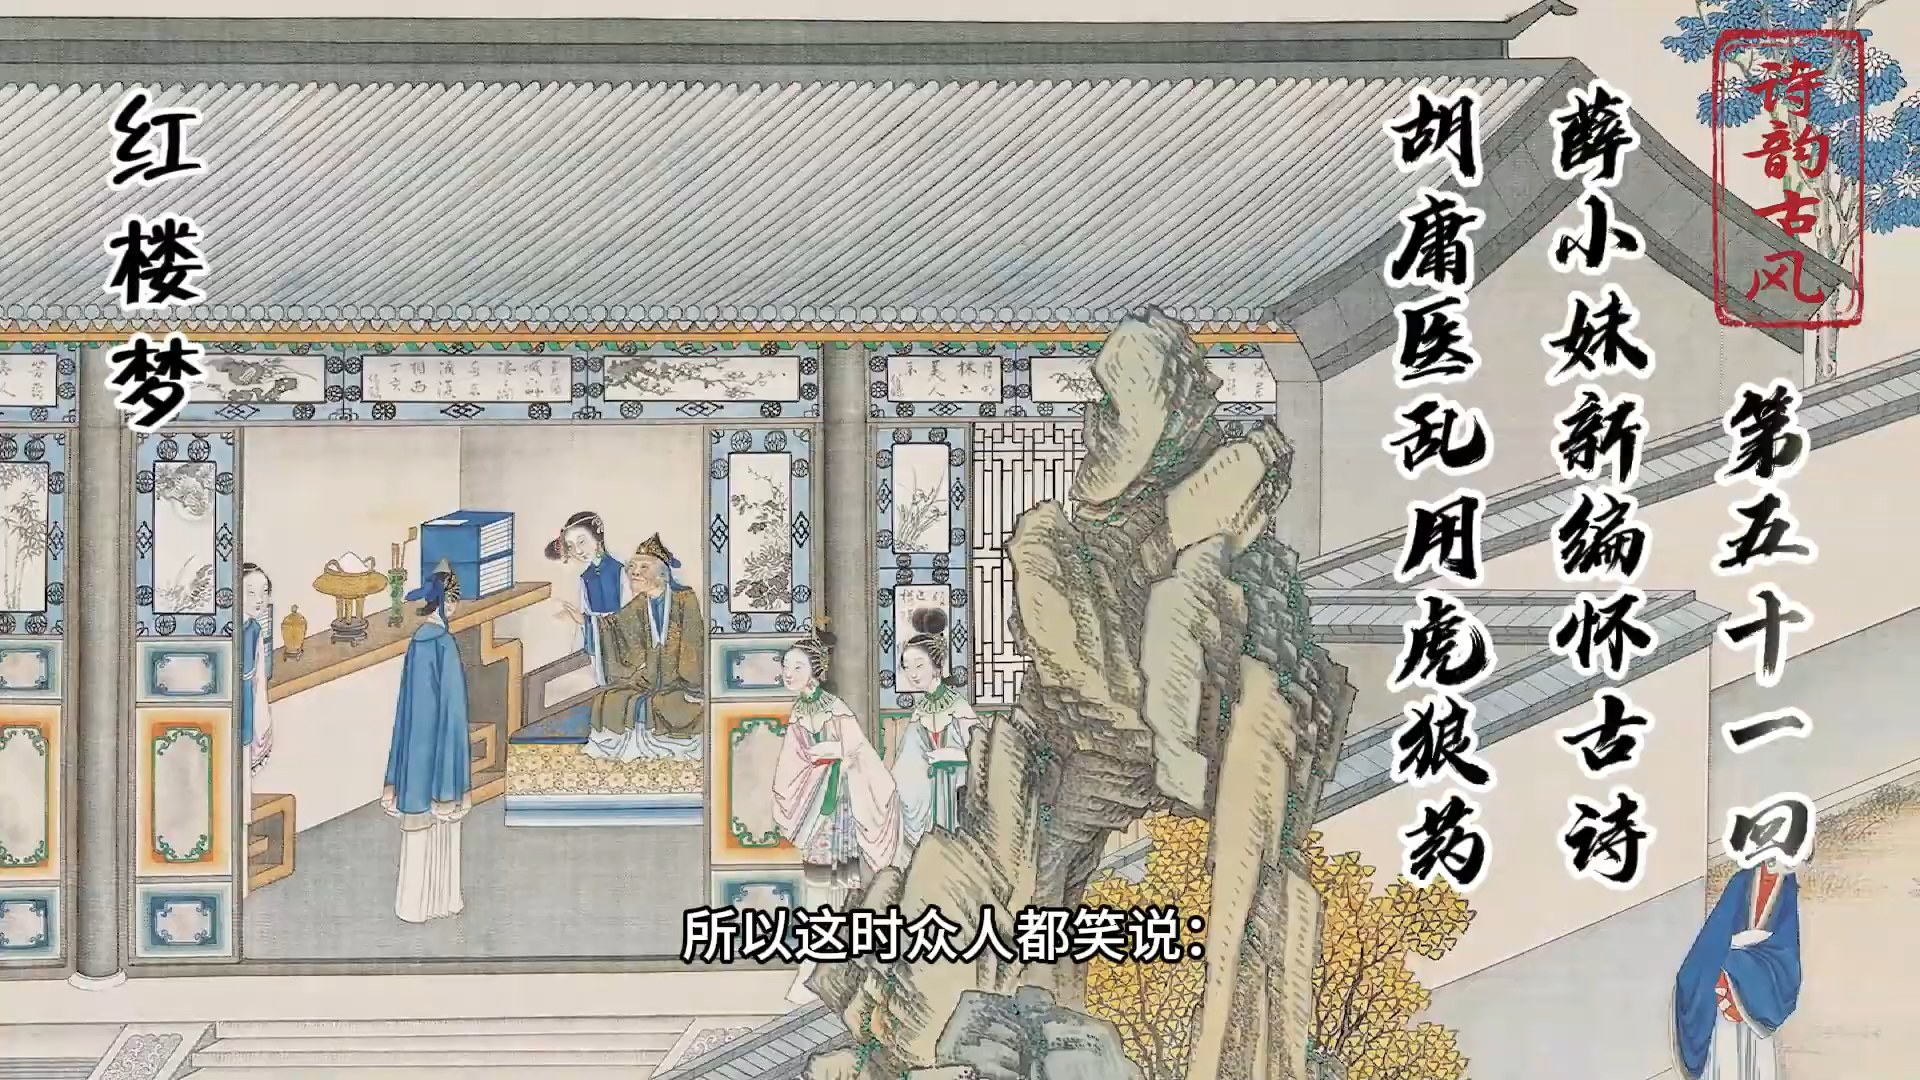 诗韵古风
第五十一回
薛小妹新编怀古诗
胡庸医乱用虎狼药
红楼梦
所以这时众人都笑说：